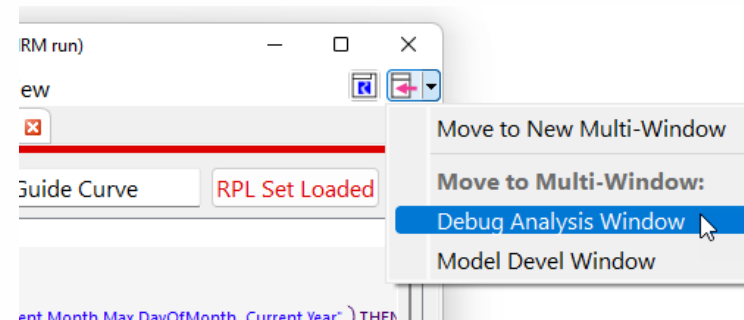 IRM run)
ew
Guide Curve
RPL Set Loaded
Move to New Multi-Window
Move to Multi-Window:
Debug Analysis Window
Model Devel Window
ent Month Max DayOfMonth, Current Year" ) THEN